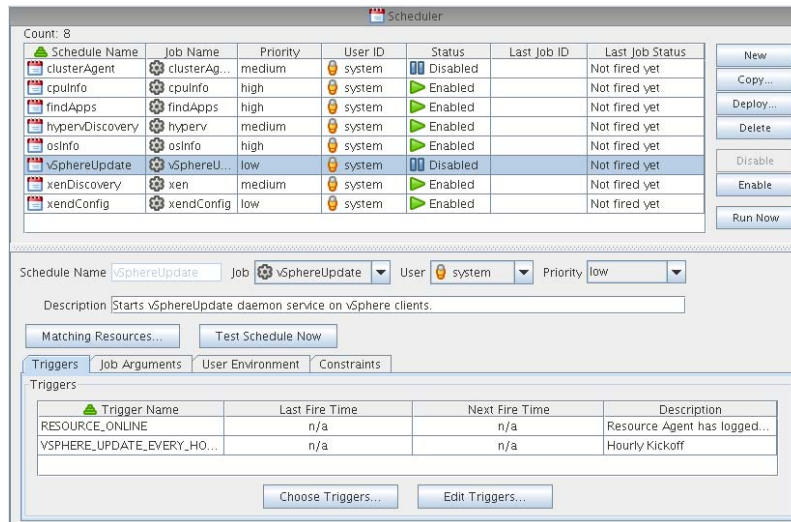 Scheduler
Count: 8
Schedule Name Job Name Priority User ID Status Last Job ID Last Job Status
clusterAgent clusterAg... medium system Disabled Not fired yet
cpuInfo cpuInfo high system Enabled Not fired yet
findApps findApps high system Enabled Not fired yet
hypervDiscovery hyperv medium system Enabled Not fired yet
osInfo osInfo high system Enabled Not fired yet
vSphereUpdate vSphereU... low system Disabled Not fired yet
xenDiscovery xen medium system Enabled Not fired yet
xendConfig xendConfig low system Enabled Not fired yet
New
Copy...
Deploy...
Delete
Disable
Enable
Run Now
Schedule Name vSphereUpdate Job vSphereUpdate User system Priority low
Description Starts vSphereUpdate daemon service on vSphere clients.
Matching Resources... Test Schedule Now
Triggers Job Arguments User Environment Constraints
Triggers
Trigger Name Last Fire Time Next Fire Time Description
RESOURCE_ONLINE n/a n/a Resource Agent has logged...
VSPHERE_UPDATE_EVERY_HO... n/a n/a Hourly Kickoff
Choose Triggers... Edit Triggers...